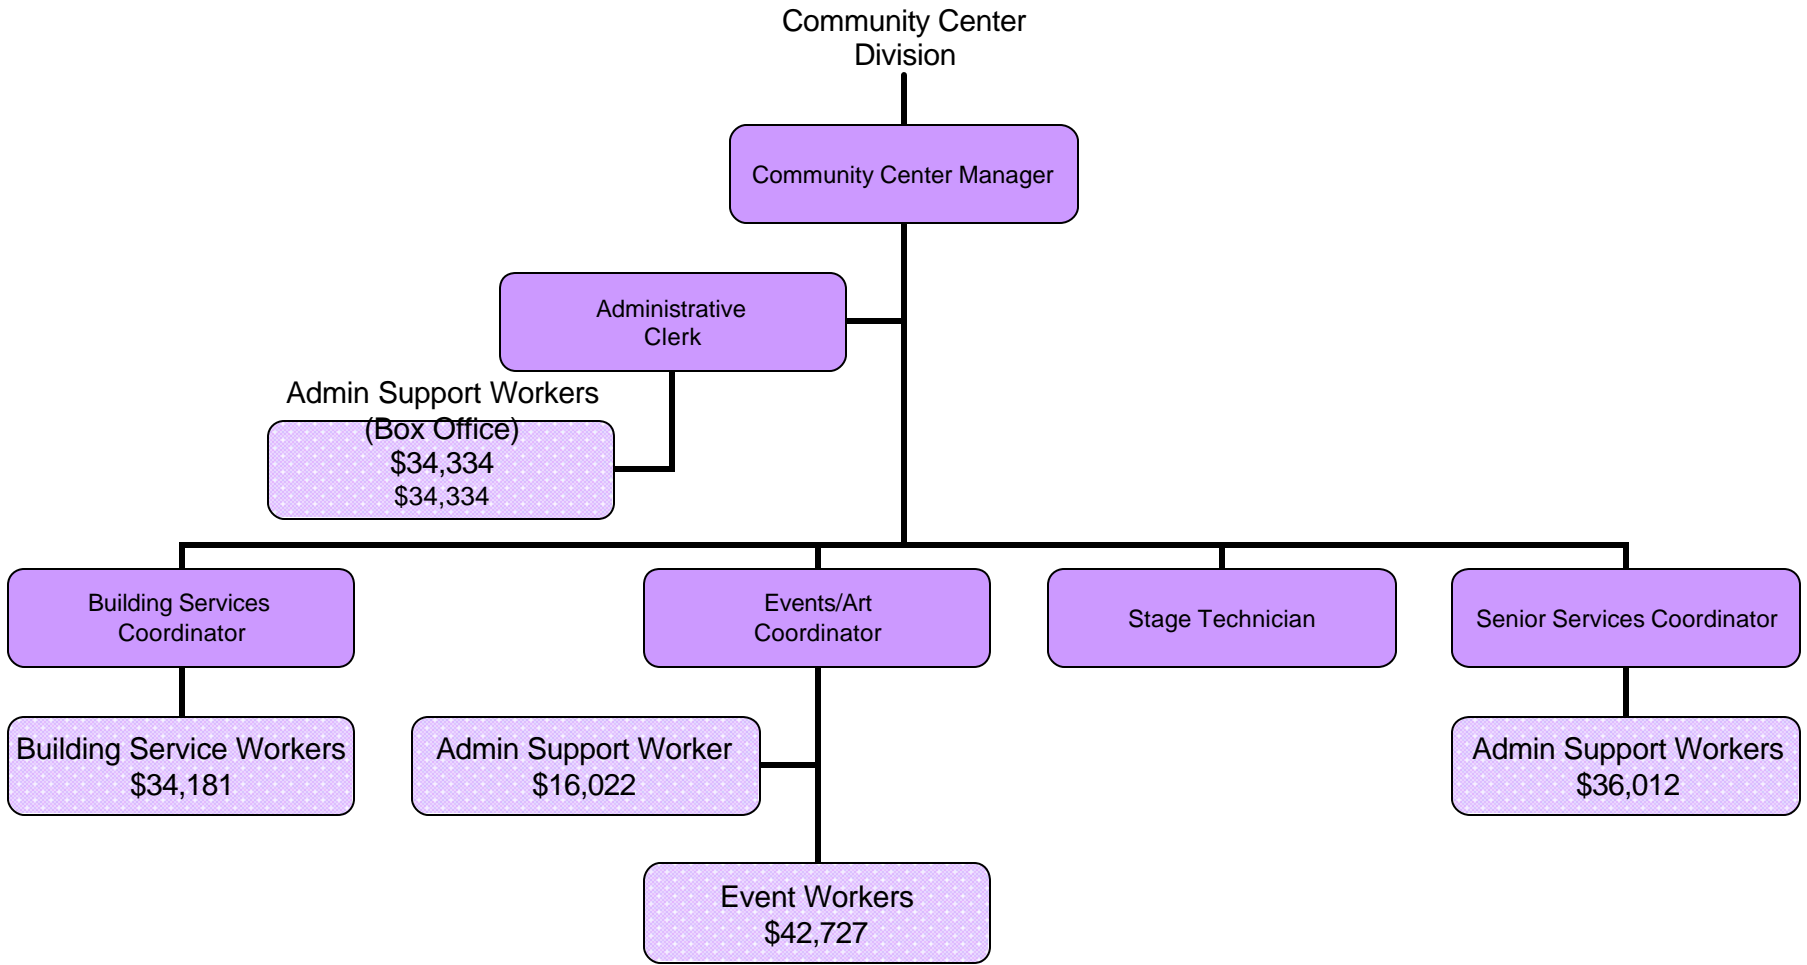 Community Center
Division
Community Center Manager
Administrative
Clerk
Admin Support Workers
(Box Office)
$34,334
$34,334
Building Services
Coordinator
Events/Art
Coordinator
Stage Technician
Senior Services Coordinator
Building Service Workers
$34,181
Admin Support Worker
$16,022
Admin Support Workers
$36,012
Event Workers
$42,727